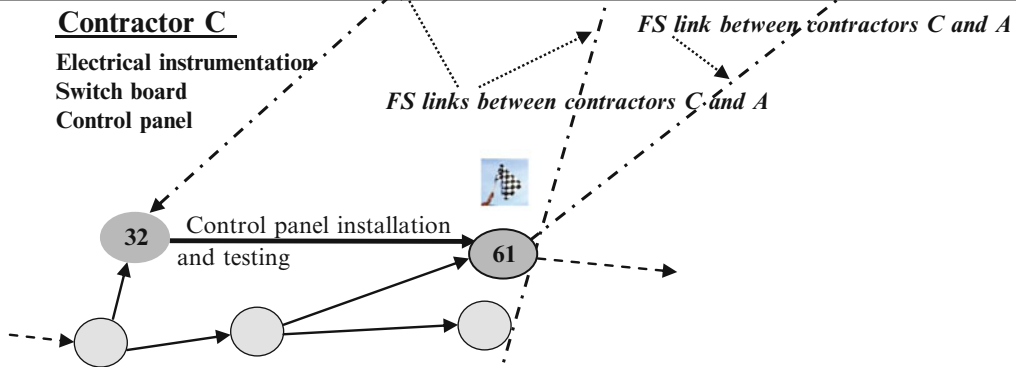 Contractor C
FS link between contractors C and A
Electrical instrumentation
Switch board
FS links between contractors C and A
Control panel
32
Control panel installation
and testing
61